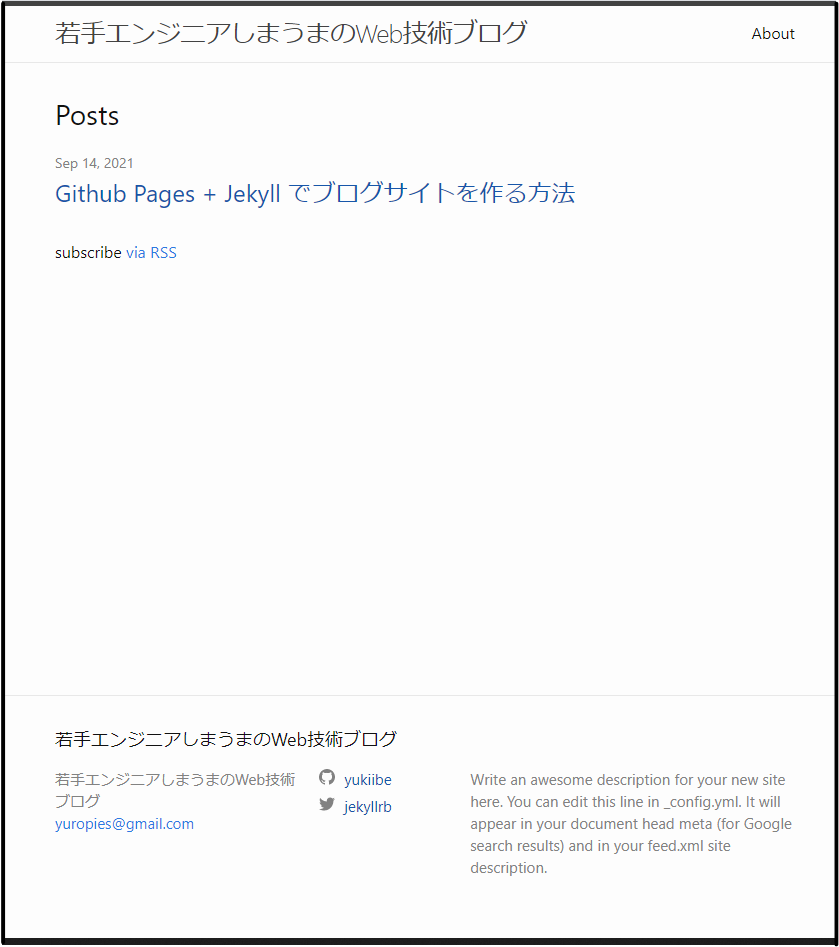 若手エンジニアしまうまのWeb技術ブログ
About
Posts
Sep 14, 2021
Github Pages + Jekyll でブログサイトを作る方法
subscribe via RSS
若手エンジニアしまうまのWeb技術ブログ
若手エンジニアしまうまのWeb技術
ブログ
yuropies@gmail.com
yukiibe
jekyllrb
Write an awesome description for your new site
here. You can edit this line in _config.yml. It will
appear in your document head meta (for Google
search results) and in your feed.xml site
description.